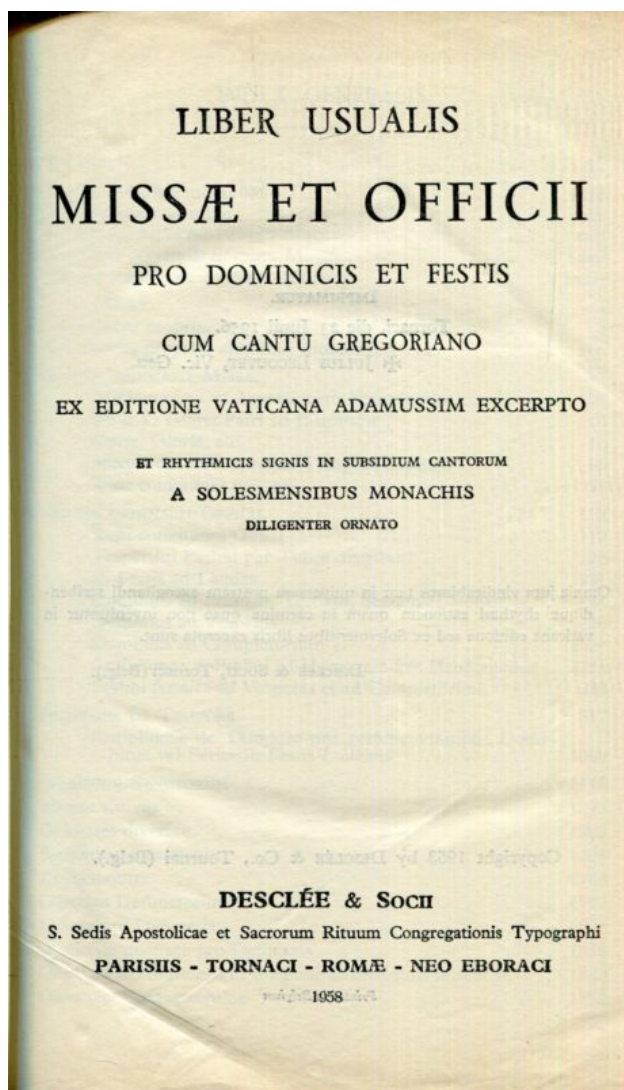 LIBER USUALIS
MISSÆ ET OFFICII
PRO DOMINICIS ET FESTIS
CUM CANTU GREGORIANO
EX EDITIONE VATICANA ADAMUSSIM EXCERPTO
ET RHYTHMICIS SIGNIS IN SUBSIDIUM CANTORUM
A SOLESMENSIBUS MONACHIS
DILIGENTER ORNATO
DESCLÉE & SOCII
S. Sedis Apostolicae et Sacrorum Rituum Congregationis Typographi
PARISIIS - TORNACI - ROMÆ - NEO EBORACI
1958